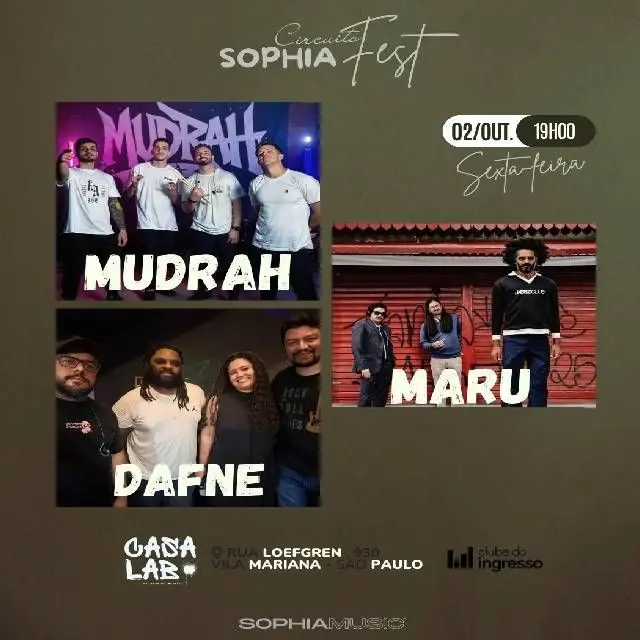 Circuito
SOPHIA Fest
02/OUT. 19H00
Sexta-feira
MUDRAH
MUDRAH
MARU
DAFNE
CASA
LAB
RUA LOEFGREN 930
VILA MARIANA - SÃO PAULO
clube do
ingresso
SOPHIAMUSIC